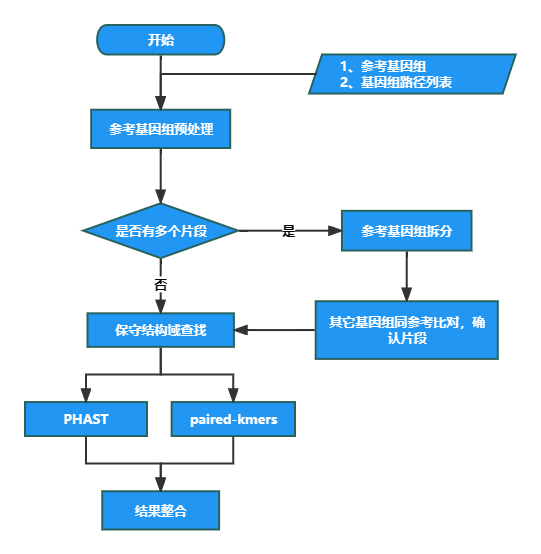 开始
1、参考基因组
2、基因组路径列表
参考基因组预处理
是否有多个片段
是
参考基因组拆分
否
保守结构域查找
其它基因组同参考比对，确
认片段
PHAST
paired-kmers
结果整合